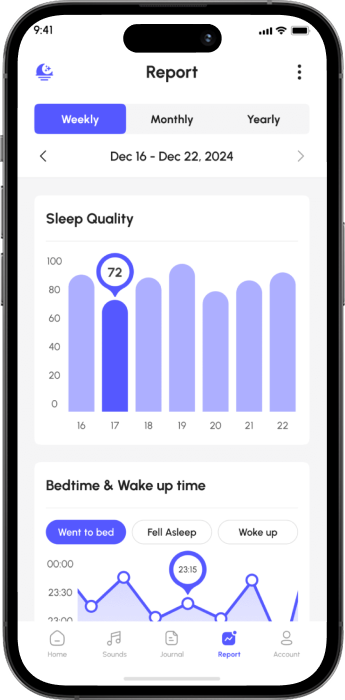 9:41
Report
Weekly Monthly Yearly
Dec 16 - Dec 22, 2024
Sleep Quality
100
72
80
60
40
20
0
16 17 18 19 20 21 22
Bedtime & Wake up time
Went to bed Fell Asleep Woke up
00:00
23:15
23:30
23:00
Home Sounds Journal Report Account